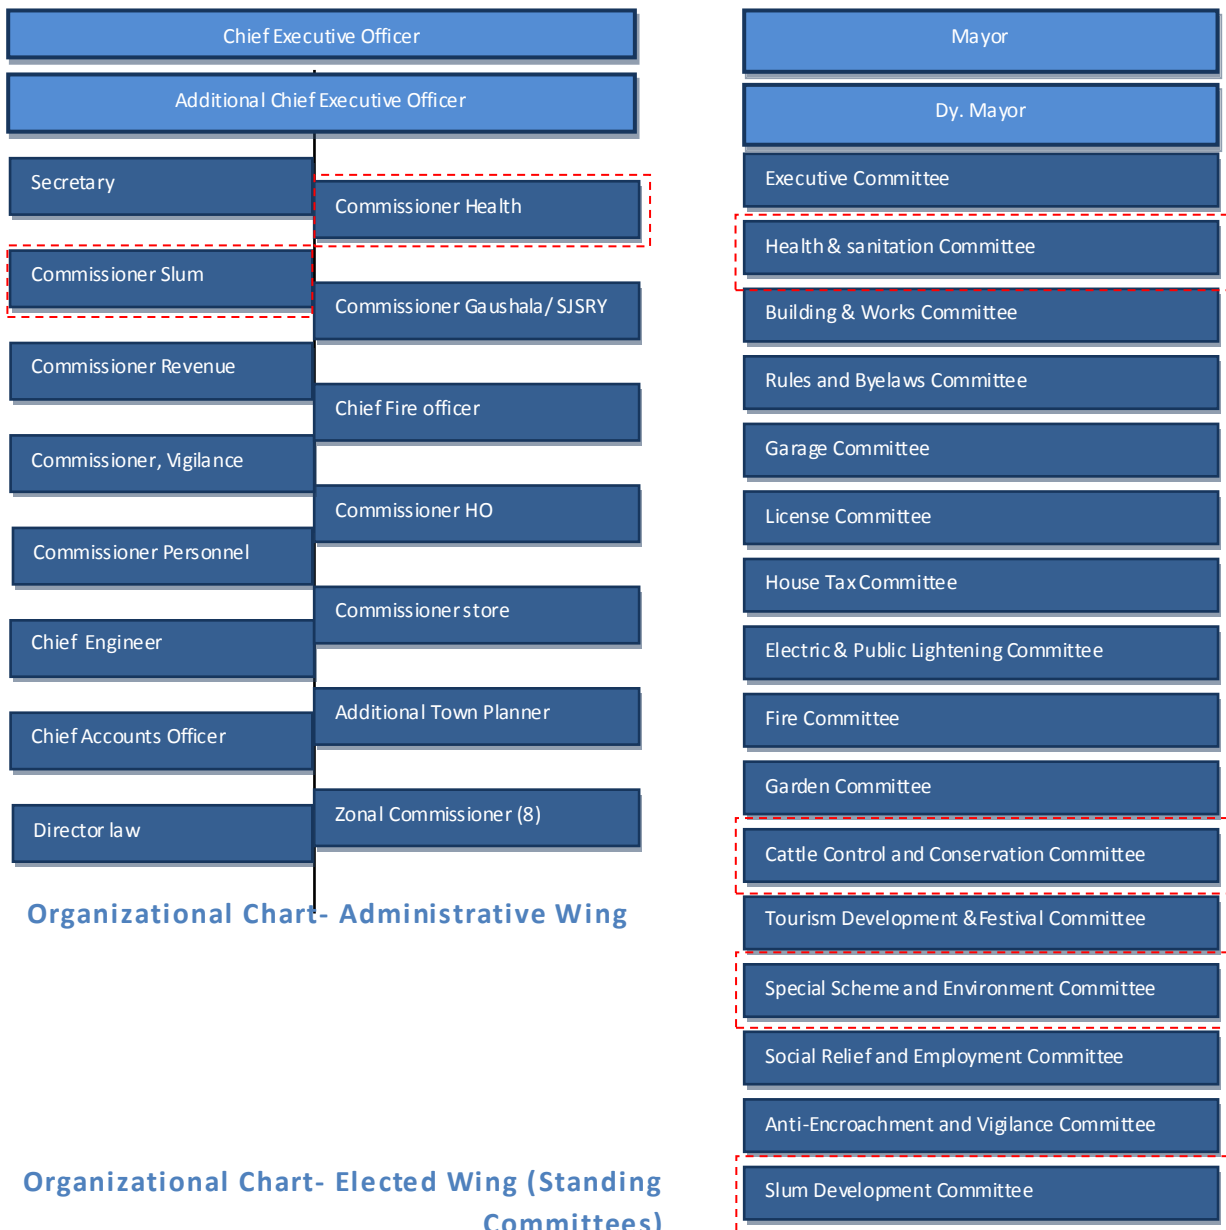 Chief Executive Officer
Additional Chief Executive Officer
Secretary
Commissioner Health
Commissioner Slum
Commissioner Gaushala/ SJSRY
Commissioner Revenue
Chief Fire officer
Commissioner, Vigilance
Commissioner HO
Commissioner Personnel
Commissioner store
Chief Engineer
Additional Town Planner
Chief Accounts Officer
Zonal Commissioner (8)
Director law
Organizational Chart- Administrative Wing
Mayor
Dy. Mayor
Executive Committee
Health & sanitation Committee
Building & Works Committee
Rules and Byelaws Committee
Garage Committee
License Committee
House Tax Committee
Electric & Public Lightening Committee
Fire Committee
Garden Committee
Cattle Control and Conservation Committee
Tourism Development & Festival Committee
Special Scheme and Environment Committee
Social Relief and Employment Committee
Anti-Encroachment and Vigilance Committee
Slum Development Committee
Organizational Chart- Elected Wing (Standing
Committees)